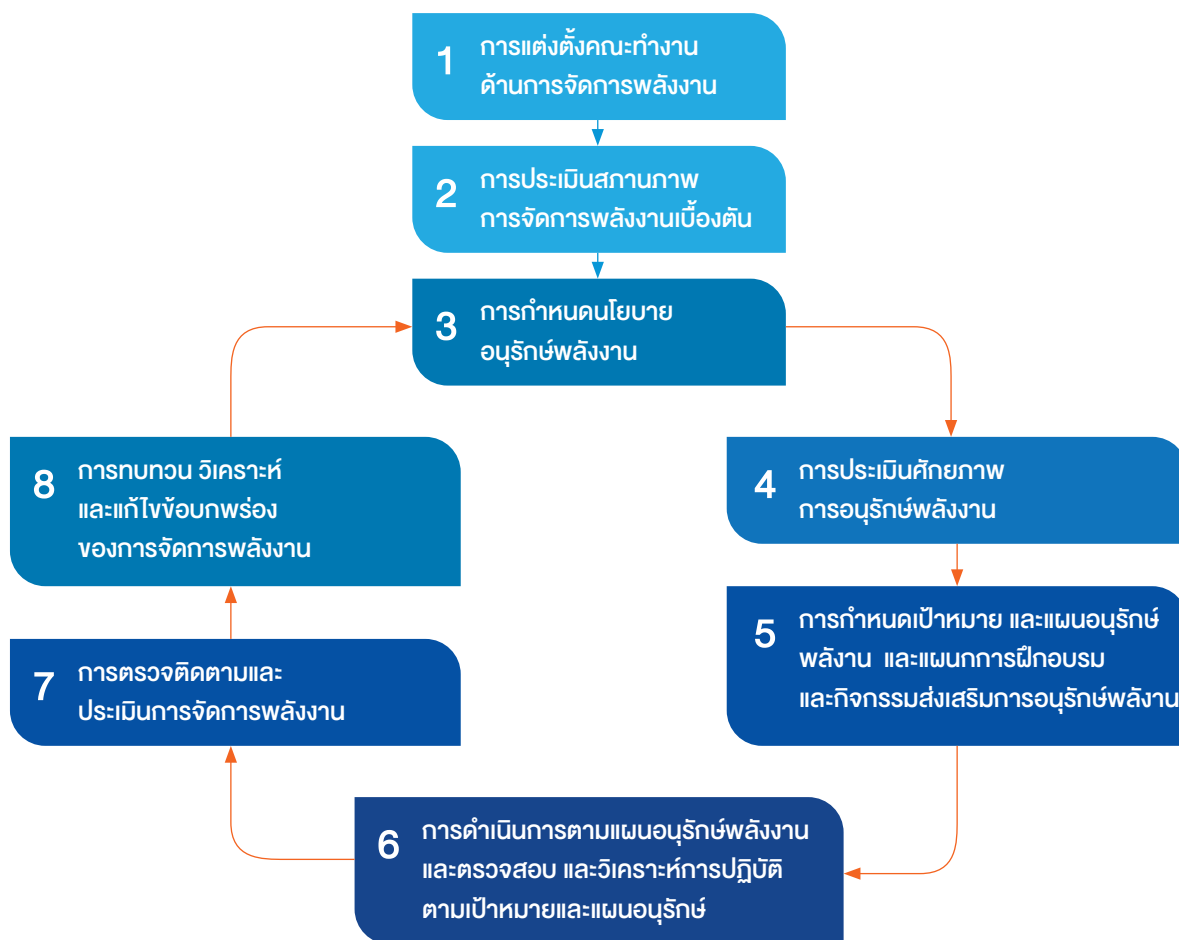 1
การแต่งตั้งคณะทำงาน
ด้านการจัดการพลังงาน
2
การประเมินสถานภาพ
การจัดการพลังงานเบื้องตัน
3
การกำหนดนโยบาย
อนุรักษ์พลังงาน
4
การประเมินศักยภาพ
การอนุรักษ์พลังงาน
5
การกำหนดเป้าหมาย และแผนอนุรักษ์
พลังาน และแผนกการฝึกอบรม
และกิจกรรมส่งเสริมการอนุรักษ์พลังงาน
6
การดำเนินการตามแผนอนุรักษ์พลังงาน
และตรวจสอบ และวิเคราะห์การปฏิบัติ
ตามเป้าหมายและแผนอนุรักษ์
7
การตรวจติดตามและ
ประเมินการจัดการพลังงาน
8
การทบทวน วิเคราะห์
และแก้ไขข้อบกพร่อง
ของการจัดการพลังงาน